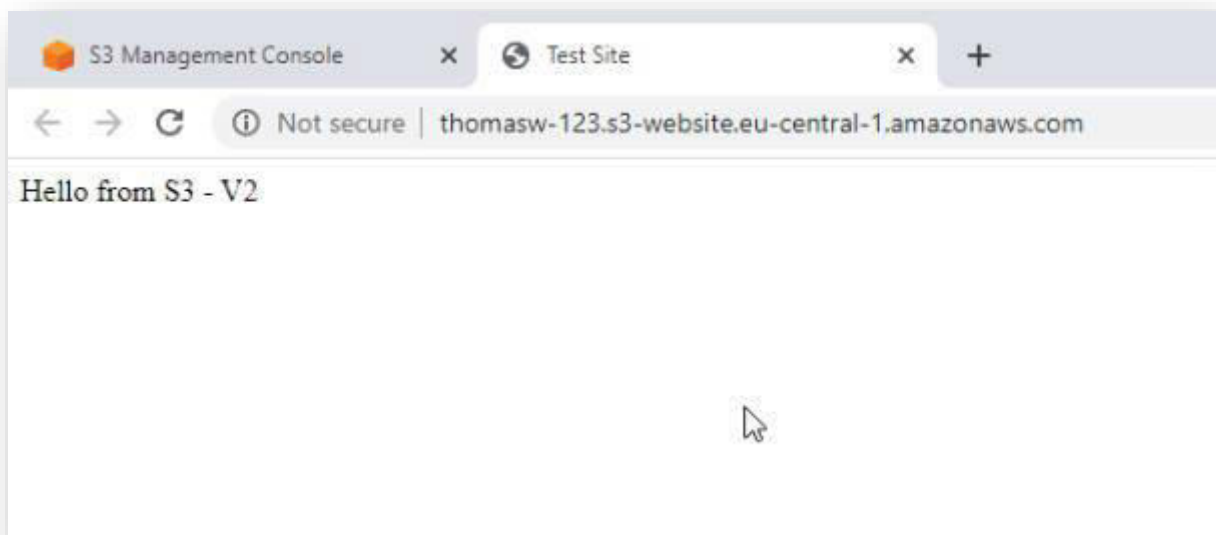 S3 Management Console
Test Site
Not secure | thomasw-123.s3-website.eu-central-1.amazonaws.com
Hello from S3 - V2